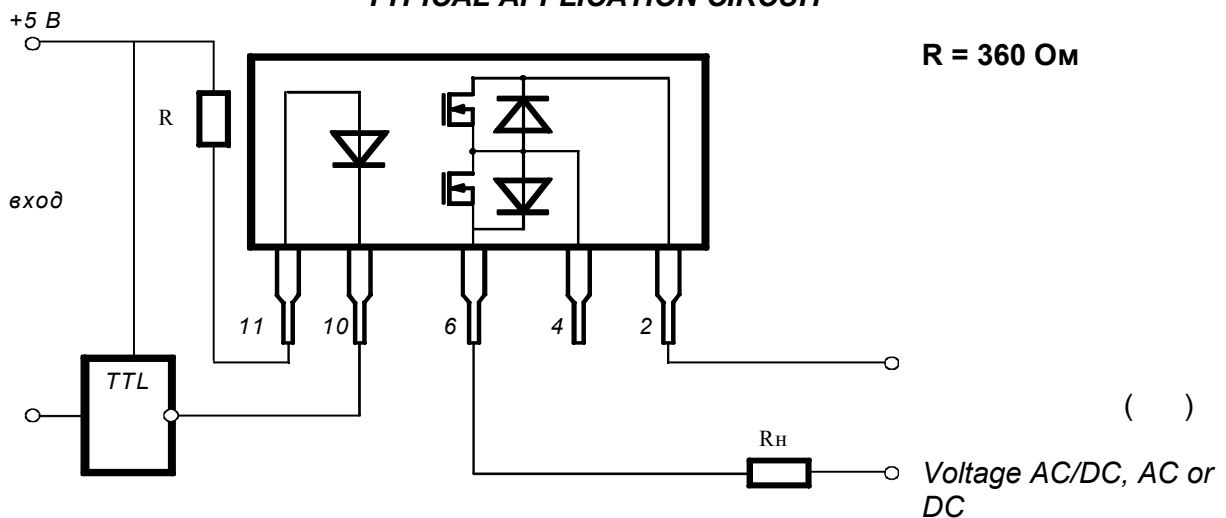 TYPICAL APPLICATION CIRCUIT
+5 В
R = 360 Ом
R
вход
11
10
6
4
2
TTL
( )
Rн
Voltage AC/DC, AC or
DC